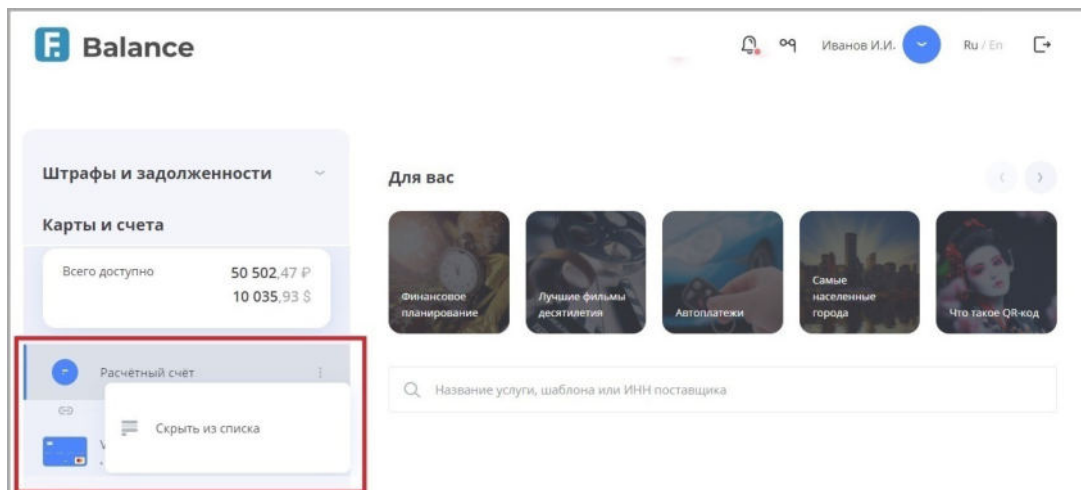 F. Balance
Иванов И.И.
Ru / En
Штрафы и задолженности
Карты и счета
Всего доступно
50 502,47 ₽
10 035,93 $
Расчетный счет
Скрыть из списка
V
Для вас
Финансовое
планирование
Лучшие фильмы
десятилетия
Автоплатежи
Самые
населенные
города
Что такое QR-код
Название услуги, шаблона или ИНН поставщика